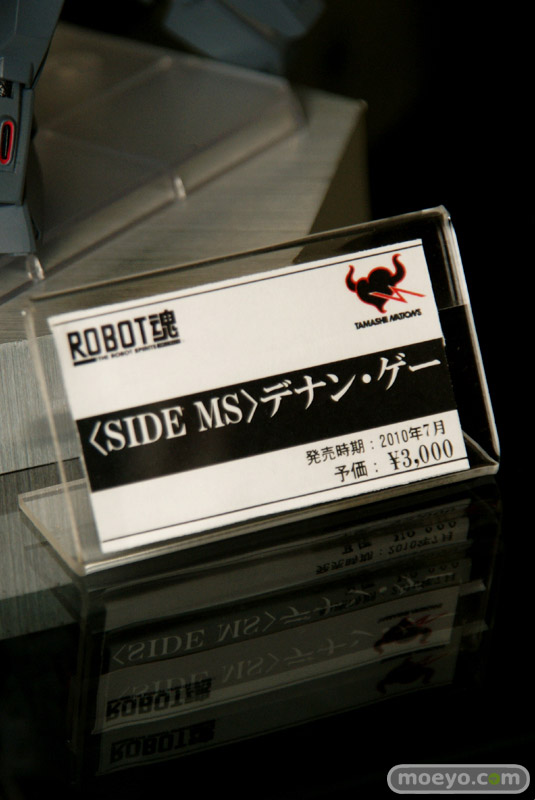 ROBOT魂
THE ROBOT SPIRITS
TAMASHII NATIONS
〈SIDE MS〉デナン・ゲー
発売時期：2010年7月
予価：¥3,000
moeyo.com